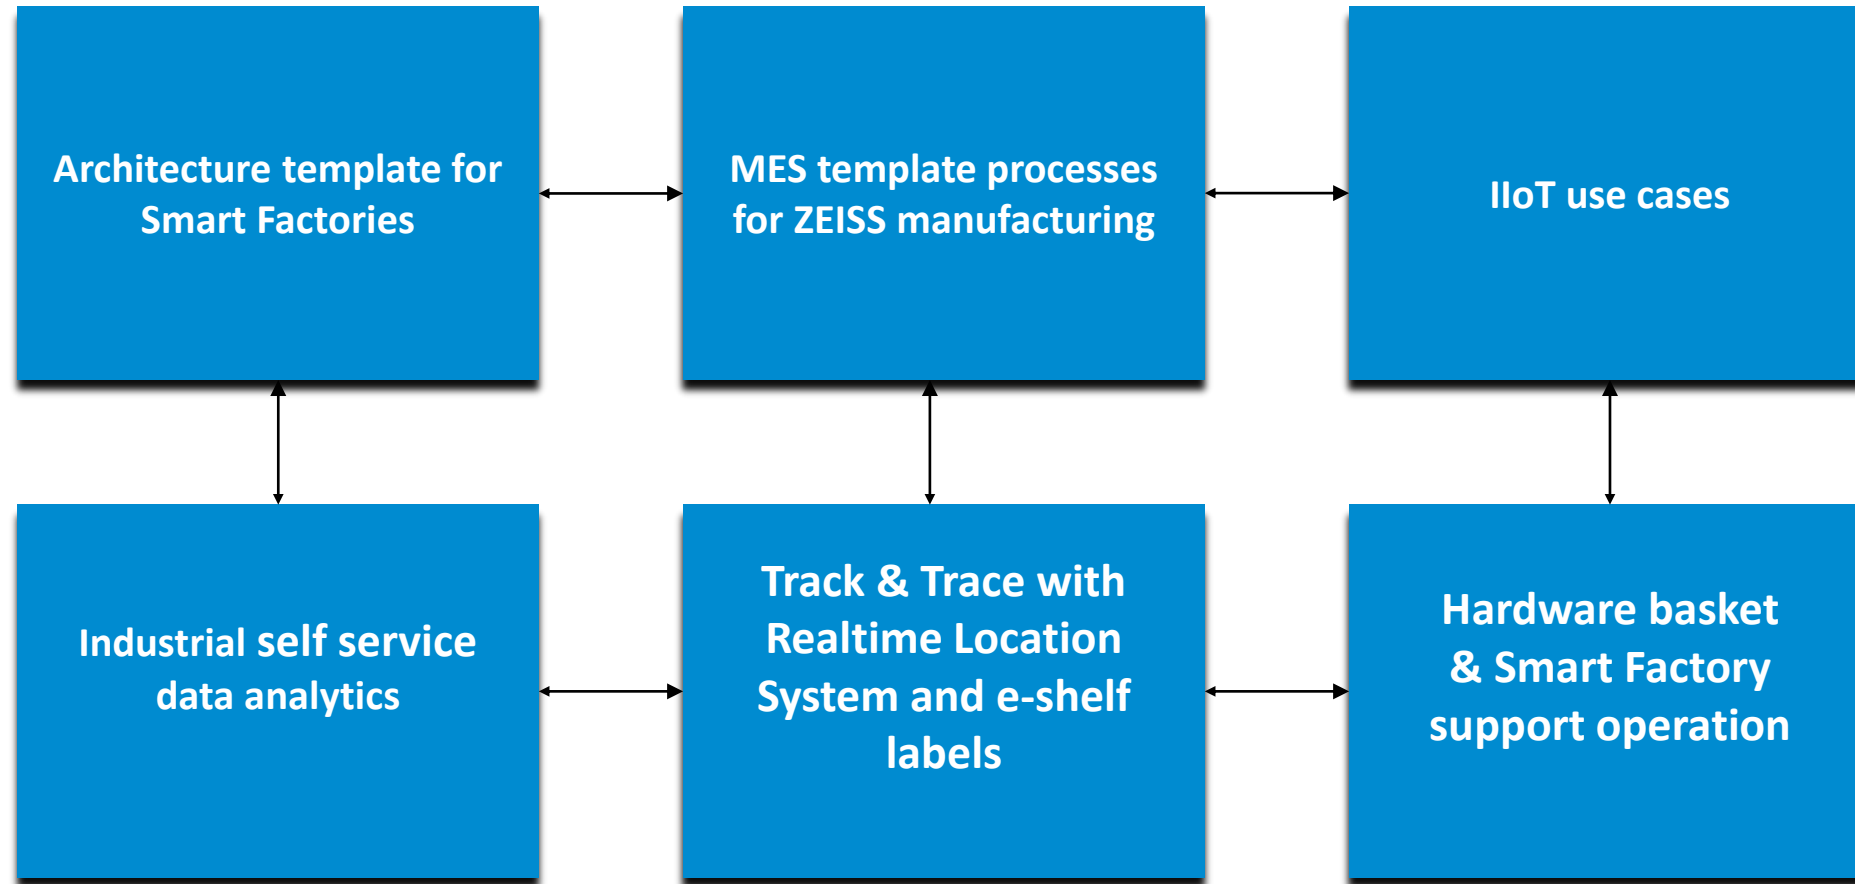 Architecture template for
Smart Factories
MES template processes
for ZEISS manufacturing
IIoT use cases
Industrial self service
data analytics
Track & Trace with
Realtime Location
System and e-shelf
labels
Hardware basket
& Smart Factory
support operation